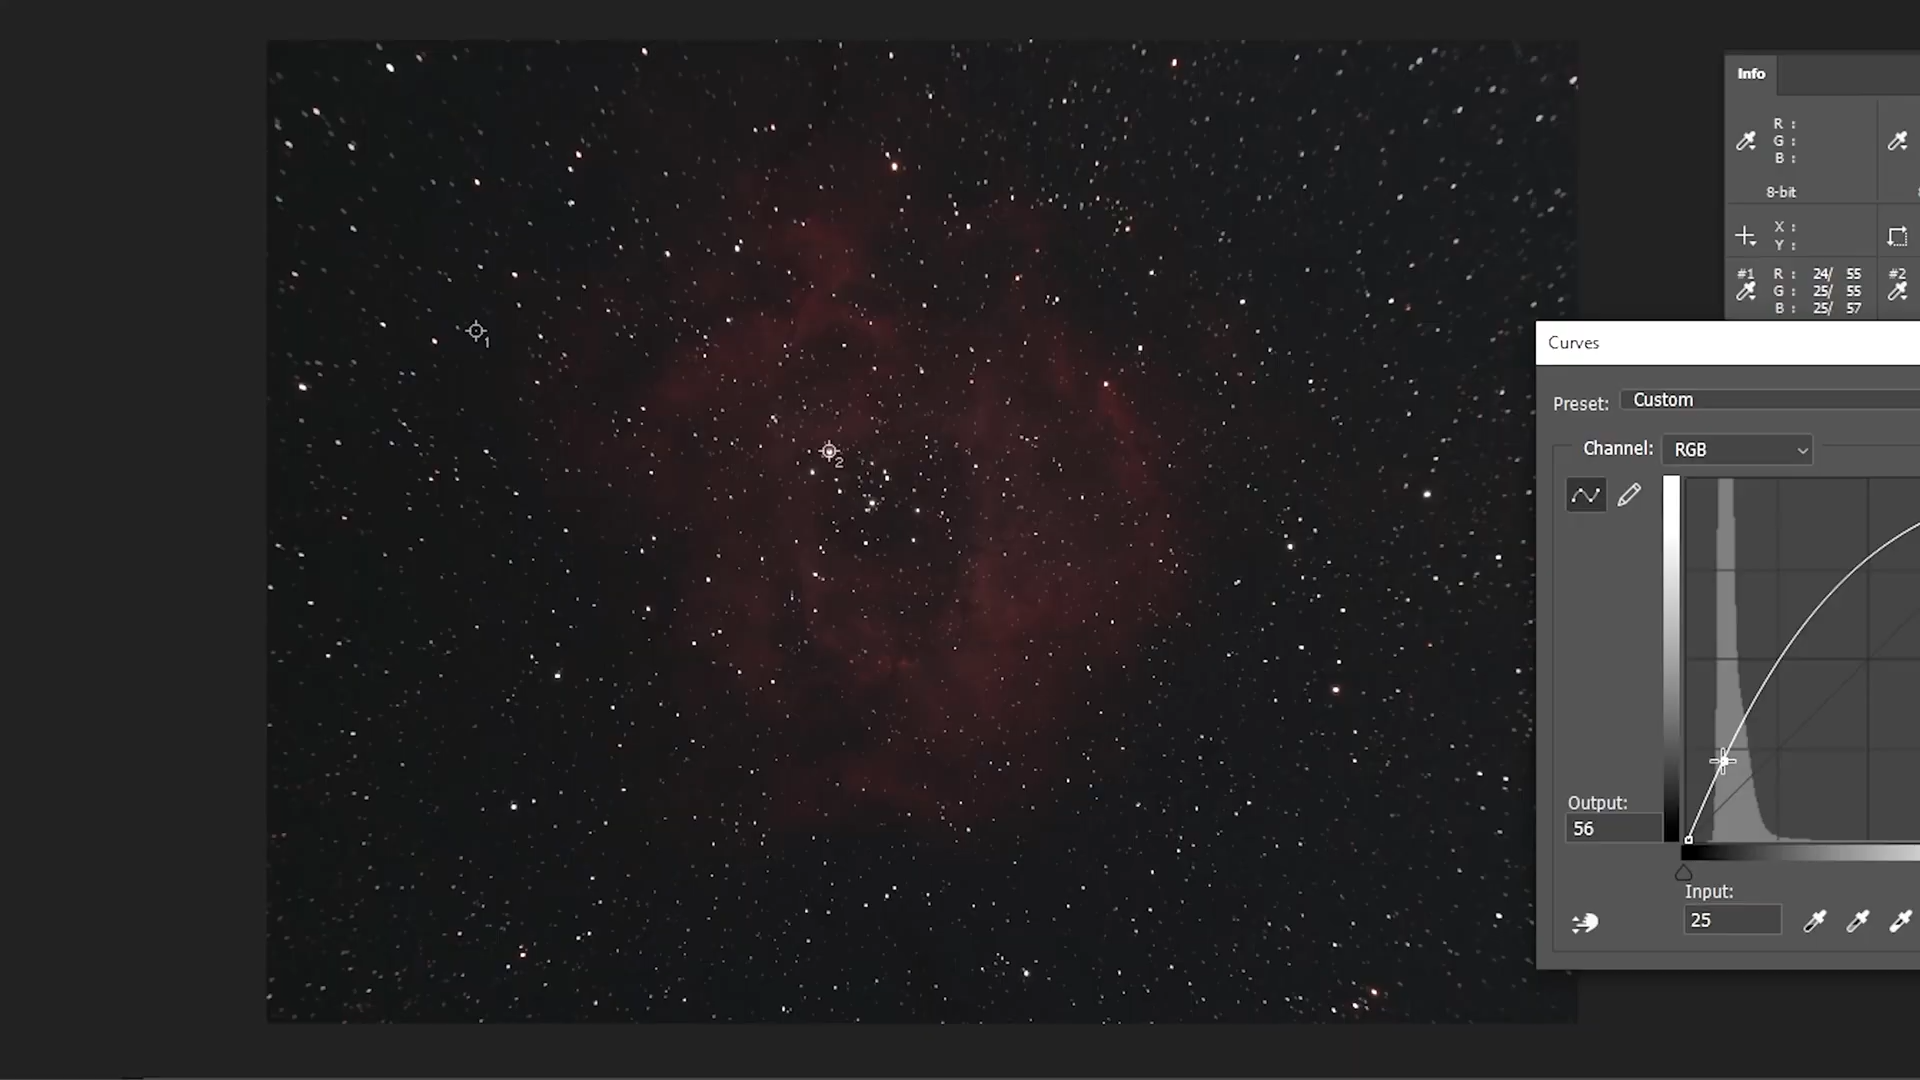 Info
R :
G :
B :
8-bit
X :
Y :
#1 R : 24/ 55
G : 25/ 55
B : 25/ 57
#2
1
2
Curves
Preset: Custom
Channel: RGB
Output:
56
Input:
25